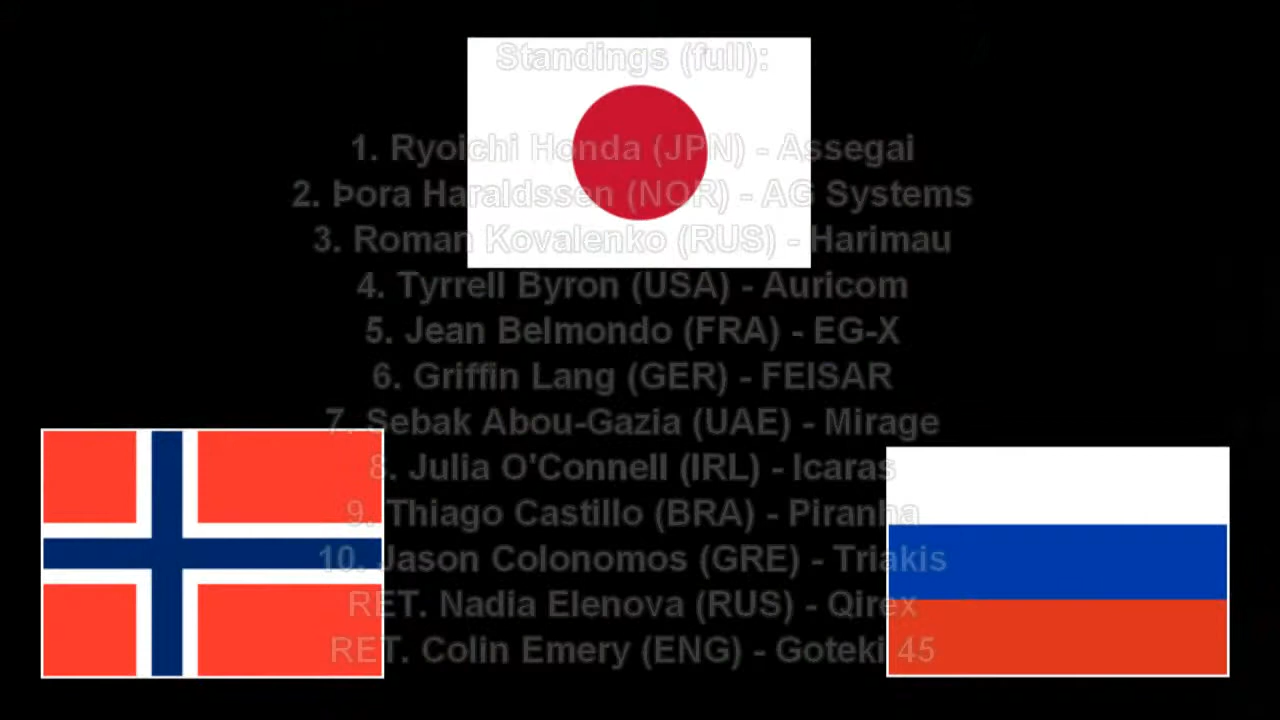 Standings (full):
1. Ryoichi Honda (JPN) - Assegai
2. Þora Haraldssen (NOR) - AG Systems
3. Roman Kovalenko (RUS) - Harimau
4. Tyrrell Byron (USA) - Auricom
5. Jean Belmondo (FRA) - EG-X
6. Griffin Lang (GER) - FEISAR
7. Sebak Abou-Gazia (UAE) - Mirage
8. Julia O'Connell (IRL) - Icaras
9. Thiago Castillo (BRA) - Piranha
10. Jason Colonomos (GRE) - Triakis
RET. Nadia Elenova (RUS) - Qirex
RET. Colin Emery (ENG) - Goteki 45